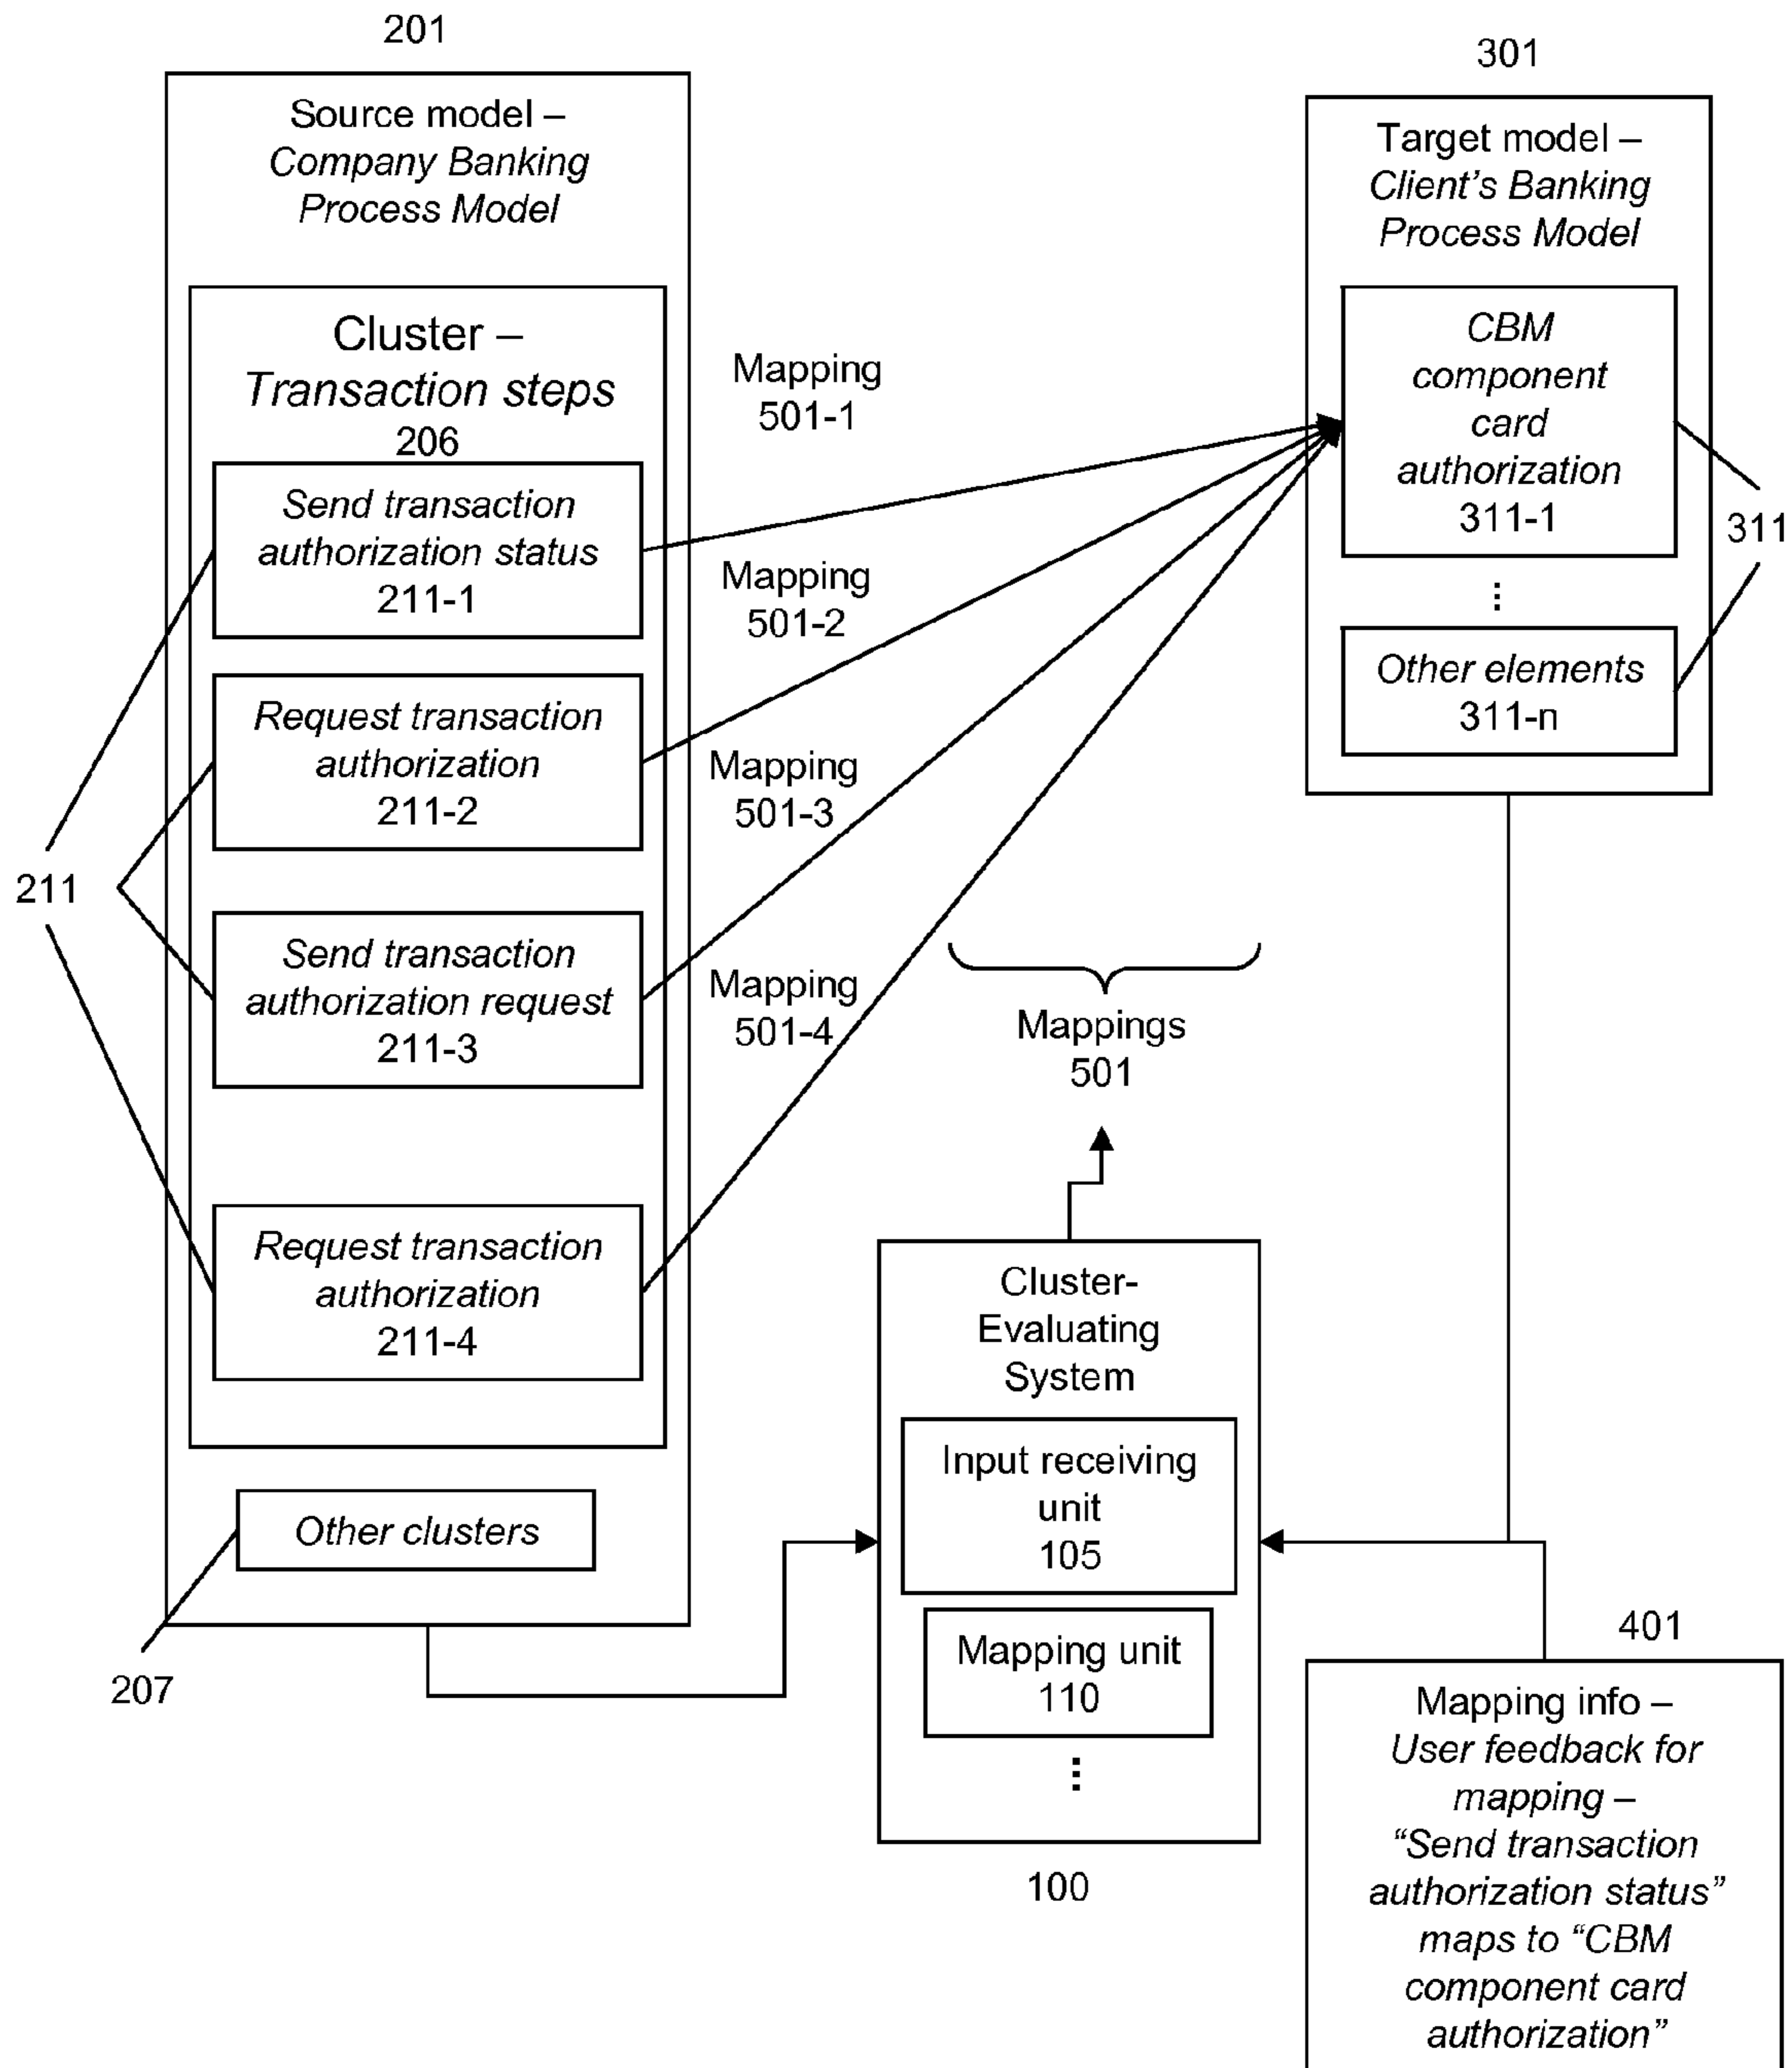 201
Source model –
Company Banking
Process Model
Cluster –
Transaction steps
206
Send transaction
authorization status
211-1
Request transaction
authorization
211-2
Send transaction
authorization request
211-3
Request transaction
authorization
211-4
211
Other clusters
207
Mapping
501-1
Mapping
501-2
Mapping
501-3
Mapping
501-4
Mappings
501
301
Target model –
Client's Banking
Process Model
CBM
component
card
authorization
311-1
⋮
Other elements
311-n
311
Cluster-
Evaluating
System
Input receiving
unit
105
Mapping unit
110
⋮
100
401
Mapping info –
User feedback for
mapping –
“Send transaction
authorization status”
maps to “CBM
component card
authorization”